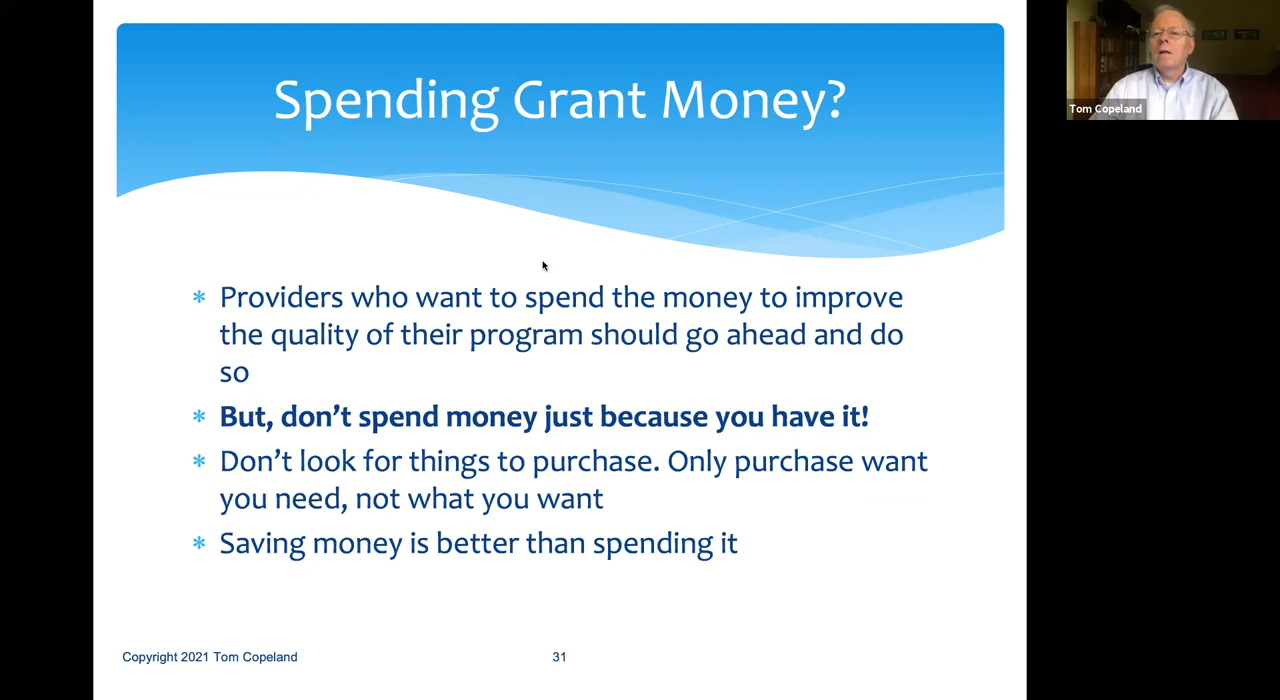 Spending Grant Money?
Tom Copeland
* Providers who want to spend the money to improve
the quality of their program should go ahead and do
so
* But, don’t spend money just because you have it!
* Don’t look for things to purchase. Only purchase want
you need, not what you want
* Saving money is better than spending it
Copyright 2021 Tom Copeland
31